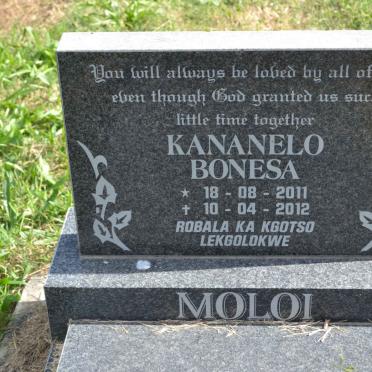 You will always be loved by all of
even though God granted us suc
little time together
KANANELO
BONESA
★ 18 - 08 - 2011
✝ 10 - 04 - 2012
ROBALA KA KGOTSO
LEKGOLOKWE
MOLOI